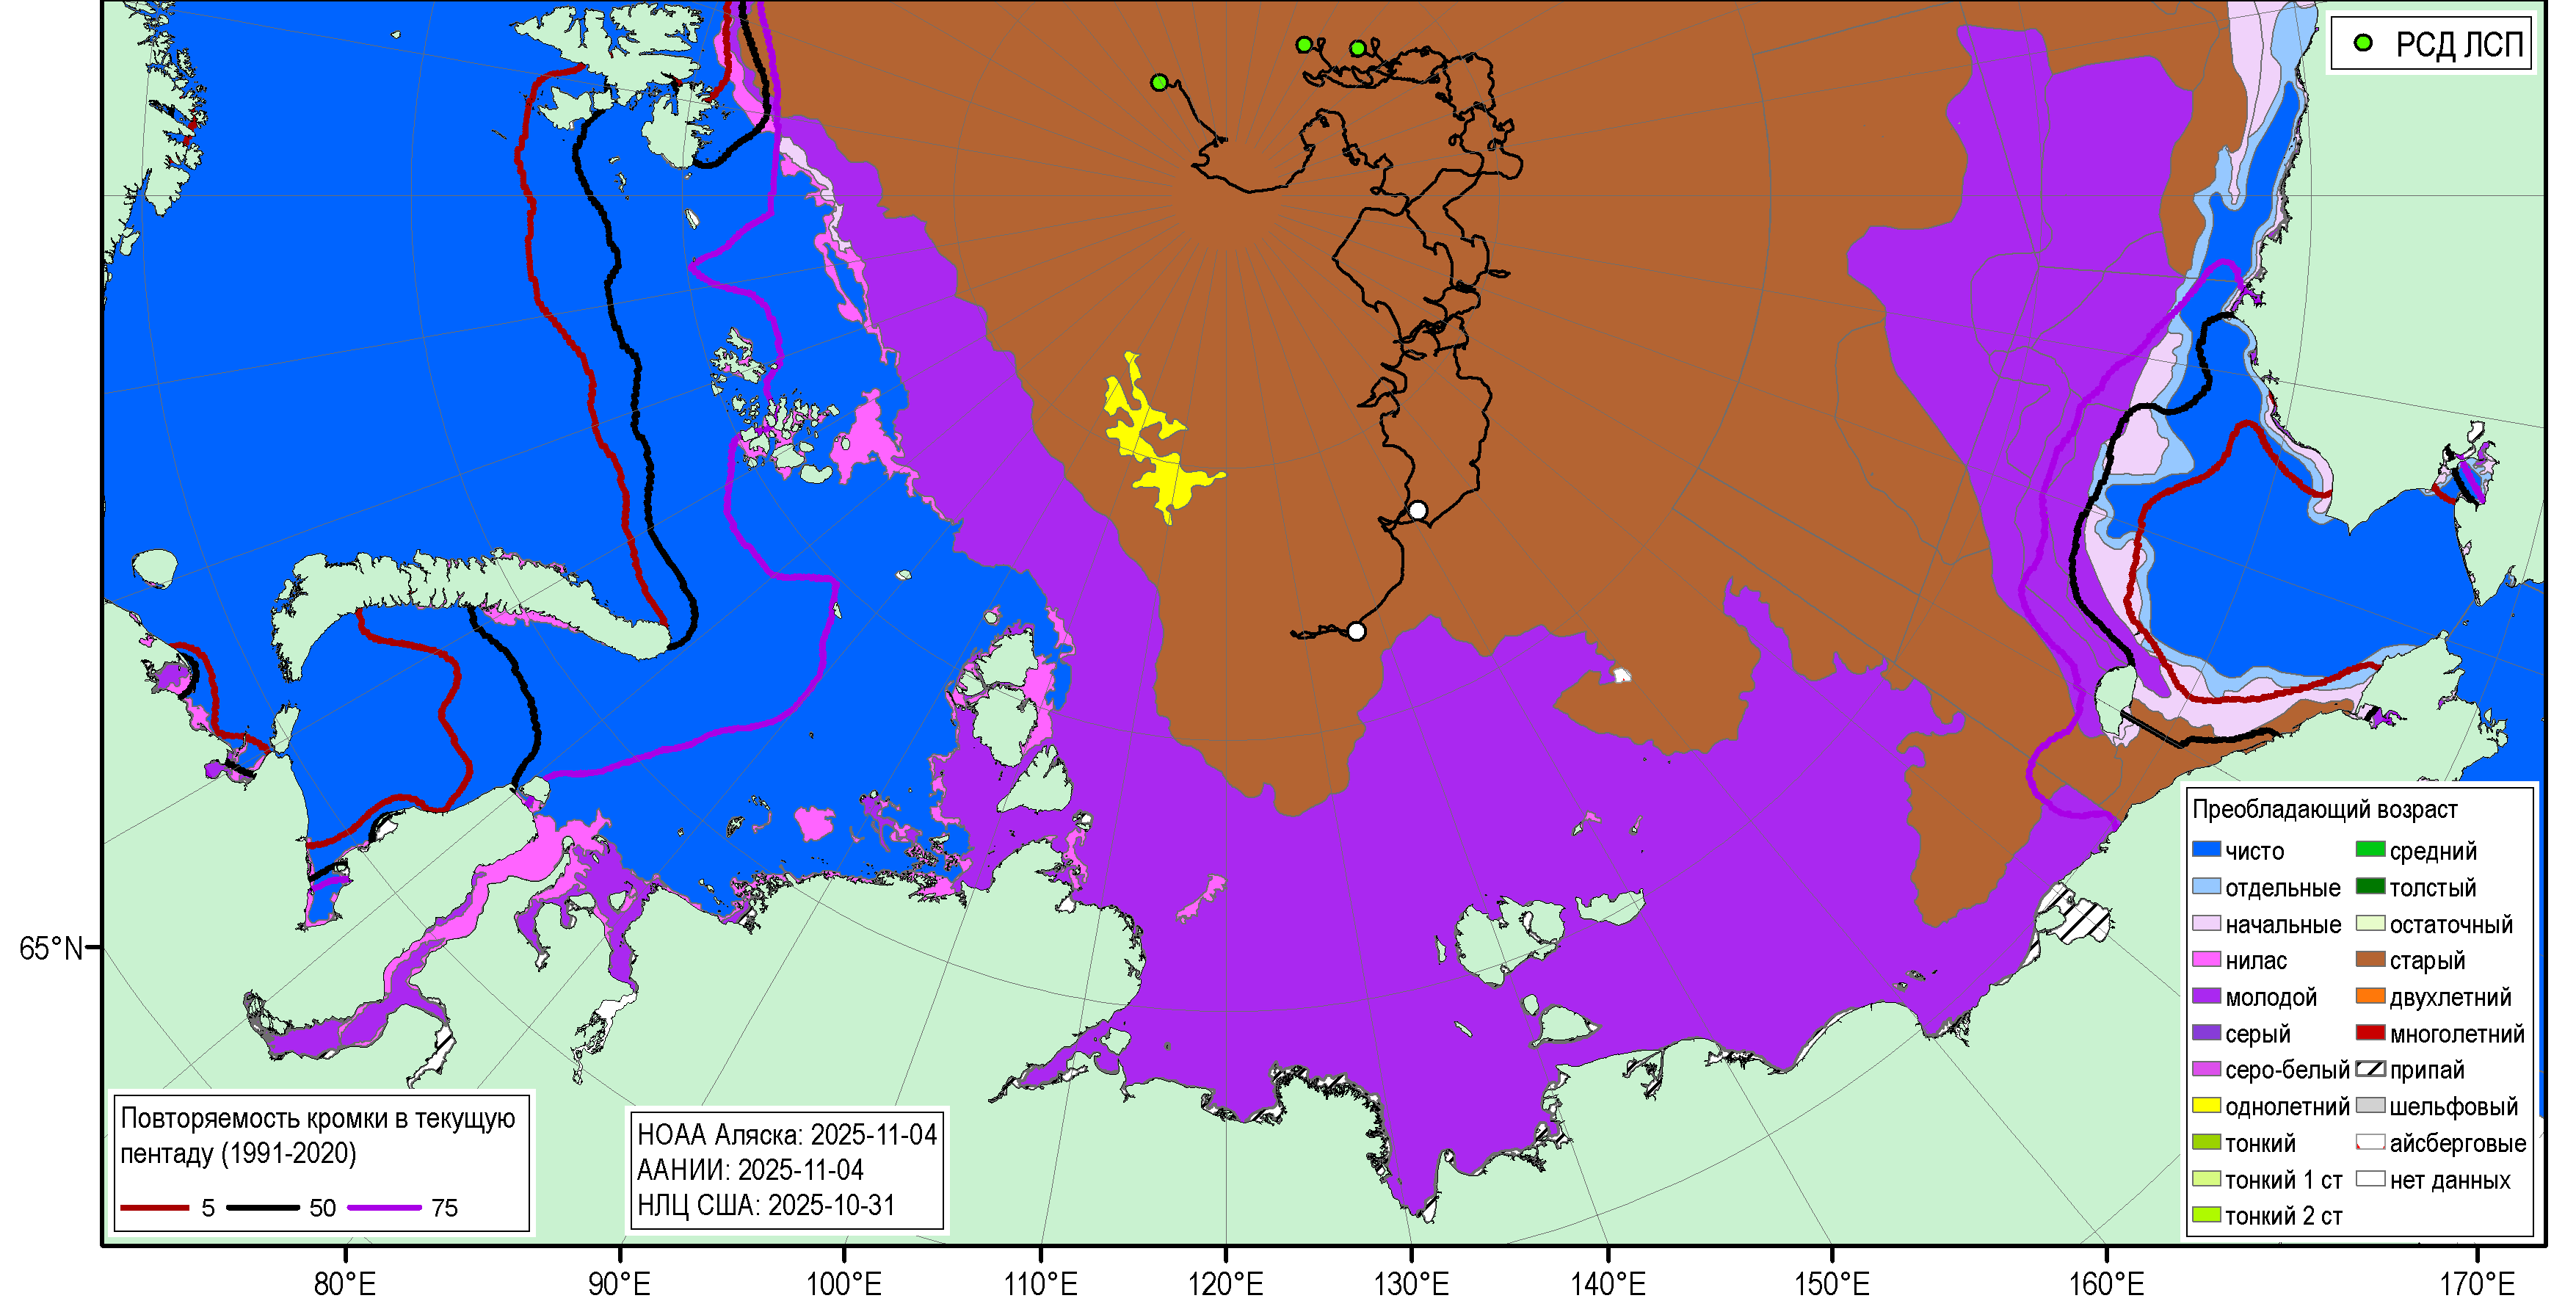 РСД ЛСП
65°N
Преобладающий возраст
чисто
отдельные
начальные
нилас
молодой
серый
серо-белый
однолетний
тонкий
тонкий 1 ст
тонкий 2 ст
средний
толстый
остаточный
старый
двухлетний
многолетний
припай
шельфовый
айсберговые
нет данных
Повторяемость кромки в текущую
пентаду (1991-2020)
5 50 75
НОАА Аляска: 2025-11-04
ААНИИ: 2025-11-04
НЛЦ США: 2025-10-31
80°E 90°E 100°E 110°E 120°E 130°E 140°E 150°E 160°E 170°E